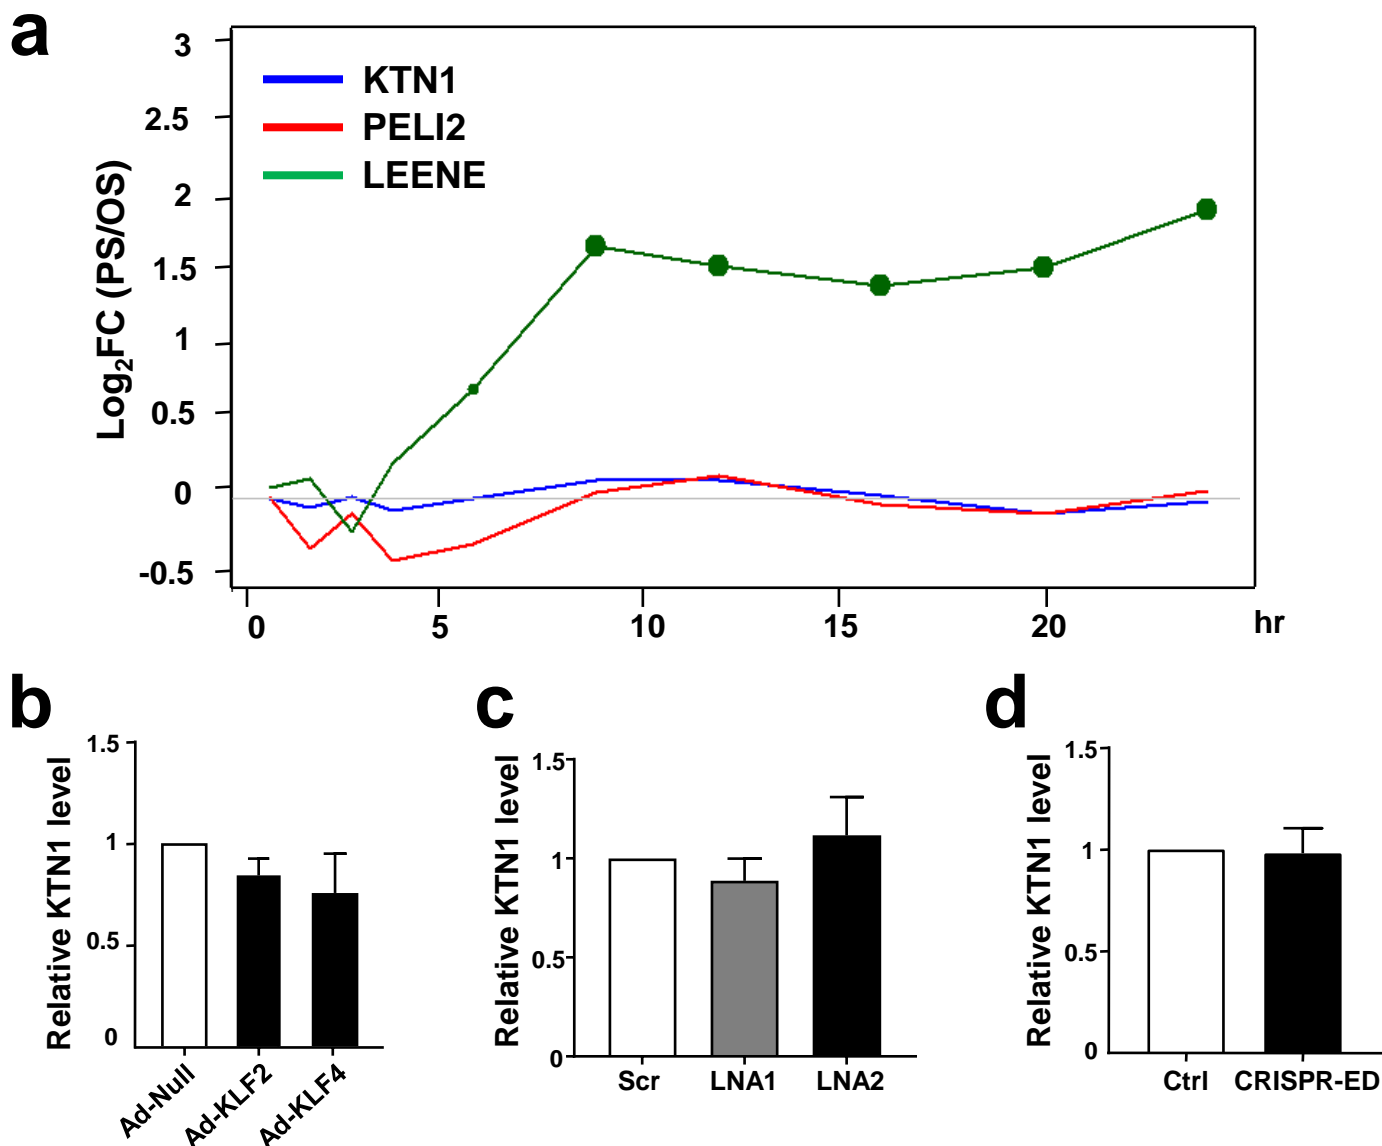 a
3
2.5
2
1.5
1
0.5
0
-0.5
Log₂FC (PS/OS)
KTN1
PELI2
LEENE
0 5 10 15 20 hr
b
Relative KTN1 level
1.5
1
0.5
0
Ad-Null Ad-KLF2 Ad-KLF4
c
Relative KTN1 level
1.5
1
0.5
0
Scr LNA1 LNA2
d
Relative KTN1 level
1.5
1
0.5
0
Ctrl CRISPR-ED